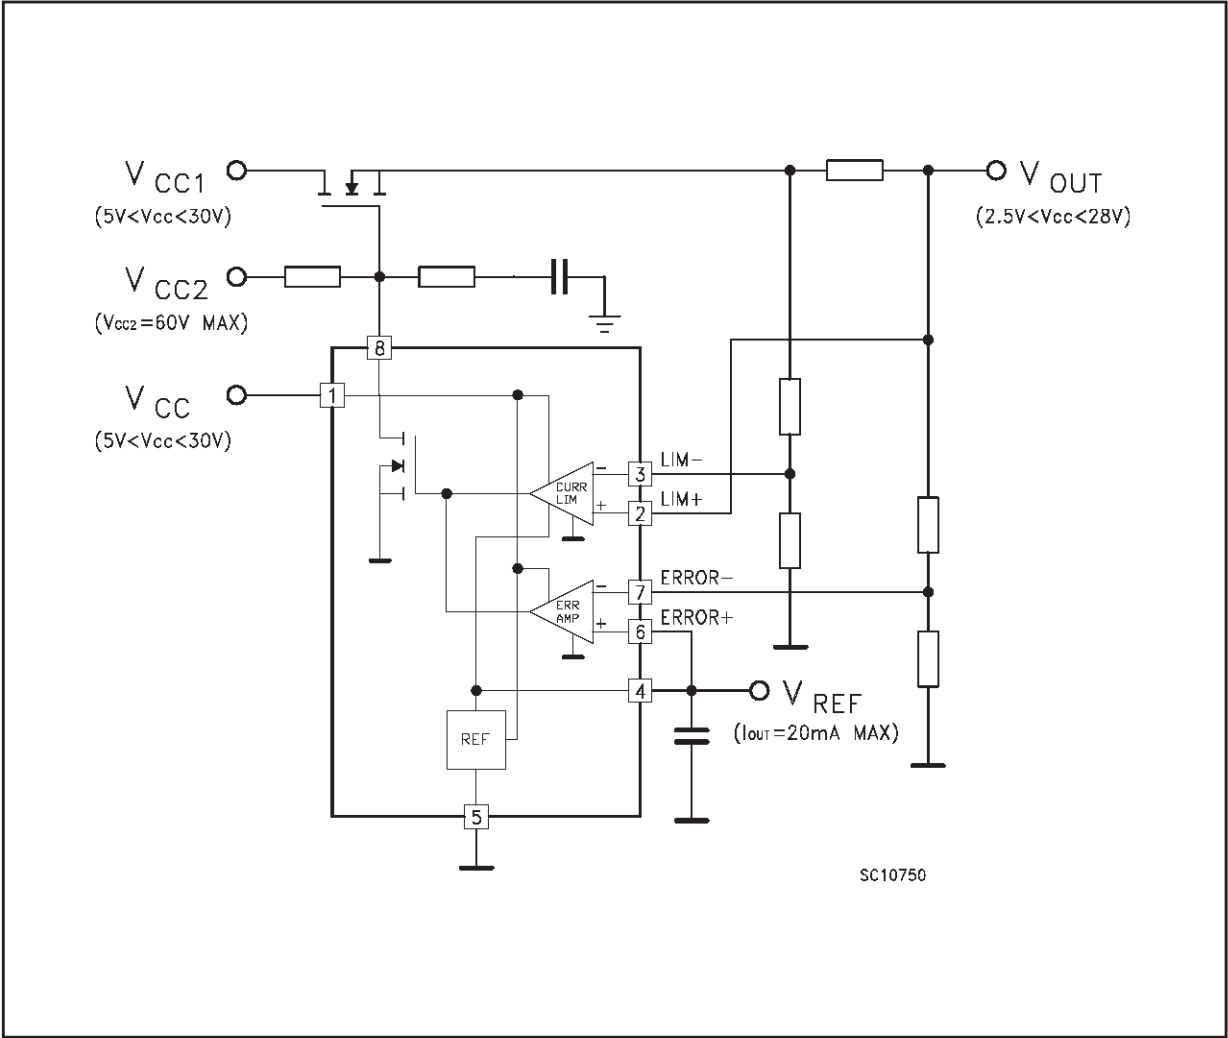 V CC1
(5V<Vcc<30V)
V OUT
(2.5V<Vcc<28V)
V CC2
(Vcc2=60V MAX)
8
V CC
(5V<Vcc<30V)
1
LIM-
3
-
CURR
LIM
LIM+
2
+
ERROR-
7
-
ERR
AMP
ERROR+
6
+
4
V REF
(IOUT=20mA MAX)
REF
5
SC10750